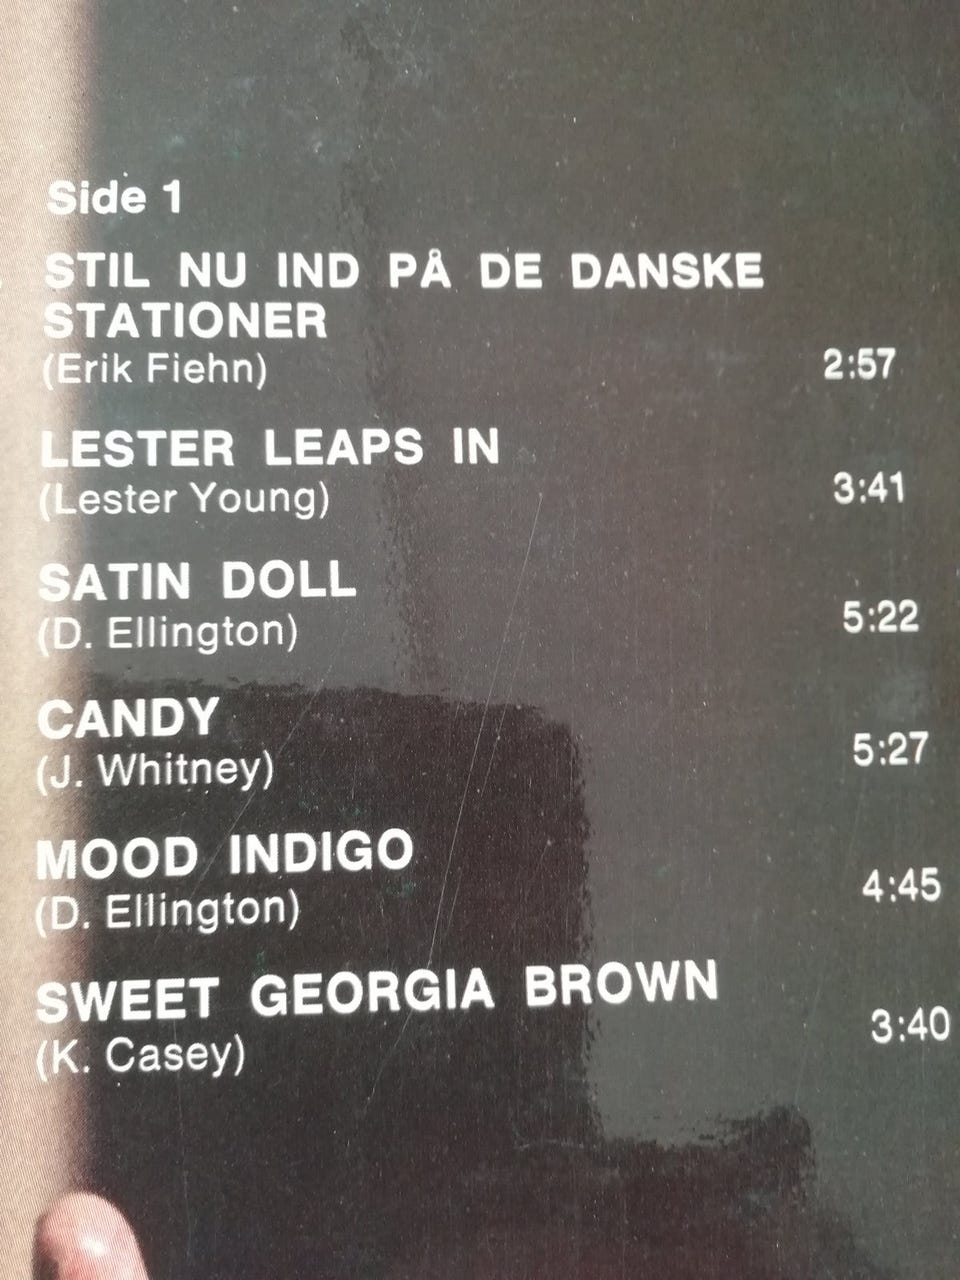 Side 1
STIL NU IND PÅ DE DANSKE
STATIONER
(Erik Fiehn) 2:57
LESTER LEAPS IN
(Lester Young) 3:41
SATIN DOLL
(D. Ellington) 5:22
CANDY
(J. Whitney) 5:27
MOOD INDIGO
(D. Ellington) 4:45
SWEET GEORGIA BROWN
(K. Casey) 3:40